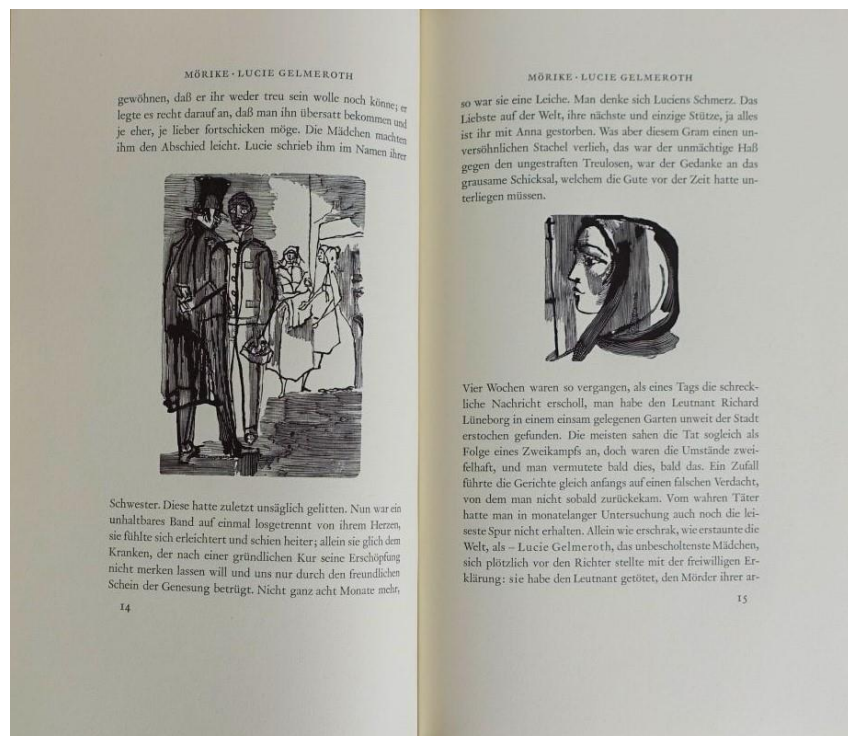 MÖRIKE · LUCIE GELMEROTH
gewöhnen, daß er ihr weder treu sein wolle noch könne; er
legte es recht darauf an, daß man ihn übersatt bekommen und
je eher, je lieber fortschicken möge. Die Mädchen machten
ihm den Abschied leicht. Lucie schrieb ihm im Namen ihrer
Schwester. Diese hatte zuletzt unsäglich gelitten. Nun war ein
unhaltbares Band auf einmal losgetrennt von ihrem Herzen,
sie fühlte sich erleichtert und schien heiter; allein sie glich dem
Kranken, der nach einer gründlichen Kur seine Erschöpfung
nicht merken lassen will und uns nur durch den freundlichen
Schein der Genesung betrügt. Nicht ganz acht Monate mehr,
14
MÖRIKE · LUCIE GELMEROTH
so war sie eine Leiche. Man denke sich Luciens Schmerz. Das
Liebste auf der Welt, ihre nächste und einzige Stütze, ja alles
ist ihr mit Anna gestorben. Was aber diesem Gram einen un-
versöhnlichen Stachel verlieh, das war der unmächtige Haß
gegen den ungestraften Treulosen, war der Gedanke an das
grausame Schicksal, welchem die Gute vor der Zeit hatte un-
terliegen müssen.
Vier Wochen waren so vergangen, als eines Tags die schreck-
liche Nachricht erscholl, man habe den Leutnant Richard
Lüneborg in einem einsam gelegenen Garten unweit der Stadt
erstochen gefunden. Die meisten sahen die Tat sogleich als
Folge eines Zweikampfs an, doch waren die Umstände zwei-
felhaft, und man vermutete bald dies, bald das. Ein Zufall
führte die Gerichte gleich anfangs auf einen falschen Verdacht,
von dem man nicht sobald zurückekam. Vom wahren Täter
hatte man in monatelanger Untersuchung auch noch die lei-
seste Spur nicht erhalten. Allein wie erschrak, wie erstaunte die
Welt, als – Lucie Gelmeroth, das unbescholtenste Mädchen,
sich plötzlich vor den Richter stellte mit der freiwilligen Er-
klärung: sie habe den Leutnant getötet, den Mörder ihrer ar-
15